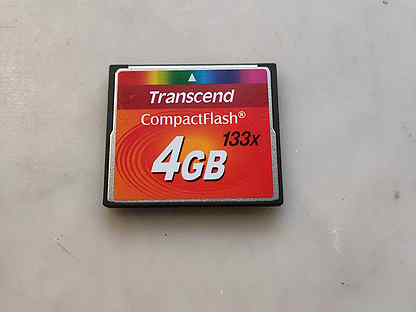 Transcend
CompactFlash®
133x
4GB